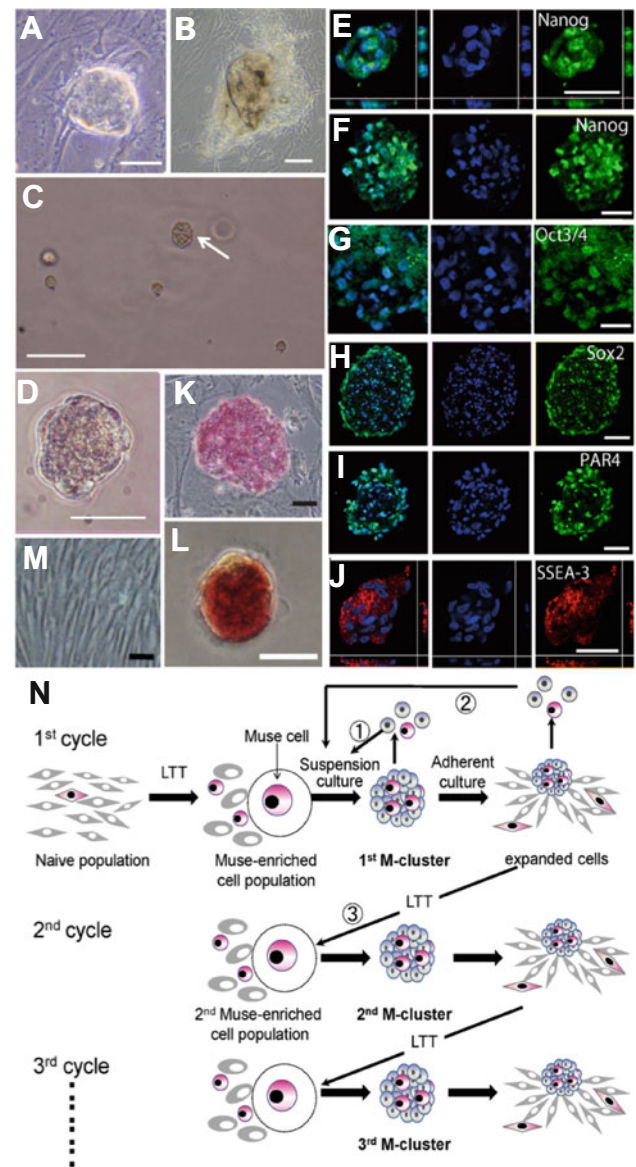 A
B
C
D
K
M
L
E
Nanog
F
Nanog
G
Oct3/4
H
Sox2
I
PAR4
J
SSEA-3
N
1st cycle
LTT
Muse cell
1
2
Suspension
culture
Adherent
culture
Naive population
Muse-enriched
cell population
1st M-cluster
expanded cells
LTT
2nd cycle
3
2nd Muse-enriched
cell population
2nd M-cluster
LTT
3rd cycle
3rd M-cluster